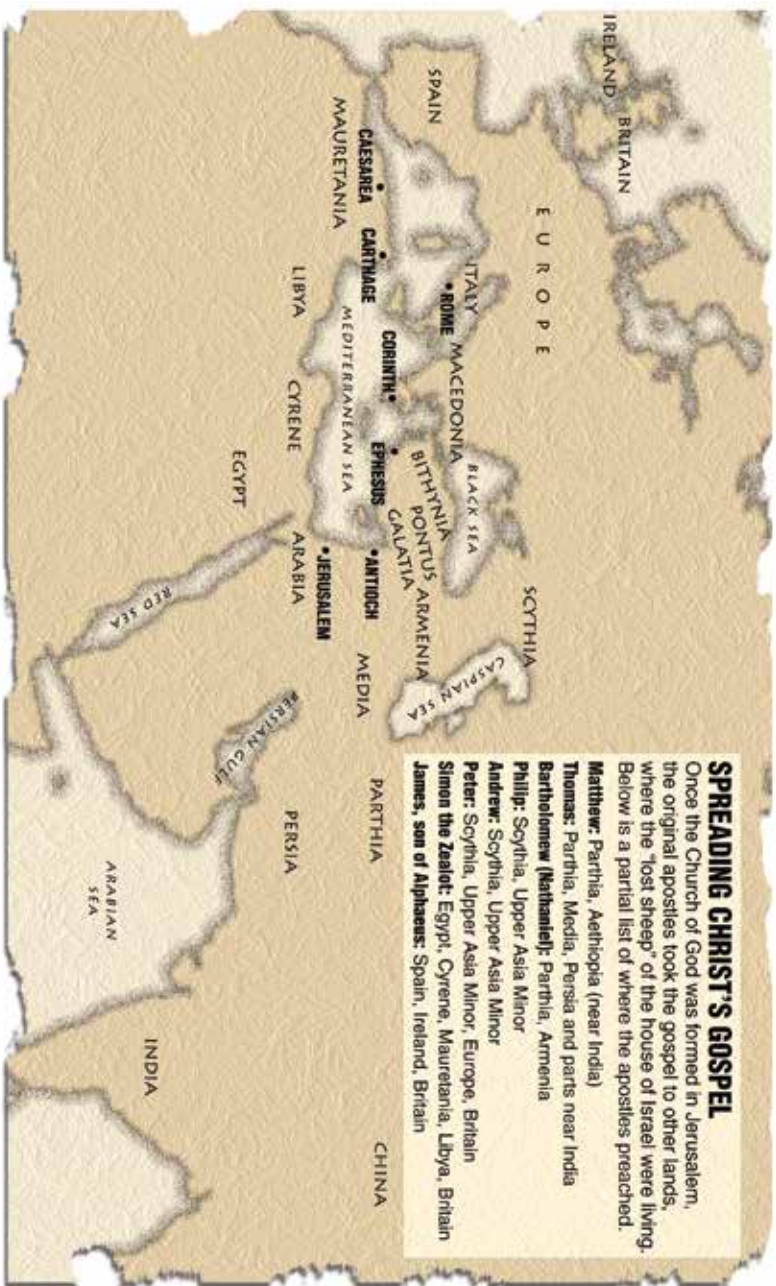 SPREADING CHRIST'S GOSPEL
Once the Church of God was formed in Jerusalem,
the original apostles took the gospel to other lands,
where the "lost sheep" of the house of Israel were living.
Below is a partial list of where the apostles preached.
Matthew: Parthia, Aethiopia (near India)
Thomas: Parthia, Media, Persia and parts near India
Bartholomew (Nathaniel): Parthia, Armenia
Philip: Scythia, Upper Asia Minor
Andrew: Scythia, Upper Asia Minor
Peter: Scythia, Upper Asia Minor, Europe, Britain
Simon the Zealot: Egypt, Cyrene, Mauretania, Libya, Britain
James, son of Alphaeus: Spain, Ireland, Britain
IRELAND
BRITAIN
EUROPE
SPAIN
ITALY
ROME
MACEDONIA
BLACK SEA
SCYTHIA
CASPIAN SEA
BITHYNIA
PONTUS
GALATIA
ARMENIA
CAESAREA
MAURETANIA
CARTHAGE
CORINTH
EPHESUS
ANTIOCH
MEDITERRANEAN SEA
LIBYA
CYRENE
EGYPT
JERUSALEM
ARABIA
RED SEA
MEDIA
PARTHIA
PERSIAN GULF
PERSIA
ARABIAN
SEA
INDIA
CHINA